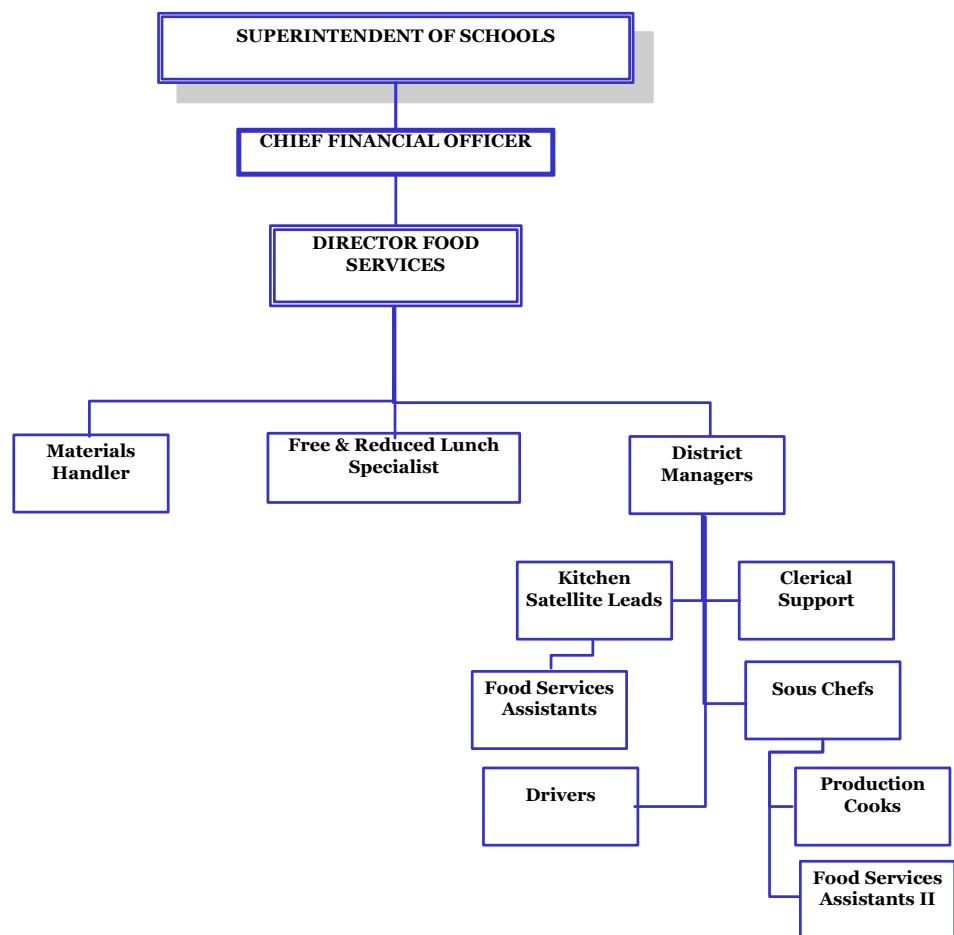 SUPERINTENDENT OF SCHOOLS
CHIEF FINANCIAL OFFICER
DIRECTOR FOOD
SERVICES
Materials
Handler
Free & Reduced Lunch
Specialist
District
Managers
Kitchen
Satellite Leads
Clerical
Support
Food Services
Assistants
Sous Chefs
Drivers
Production
Cooks
Food Services
Assistants II